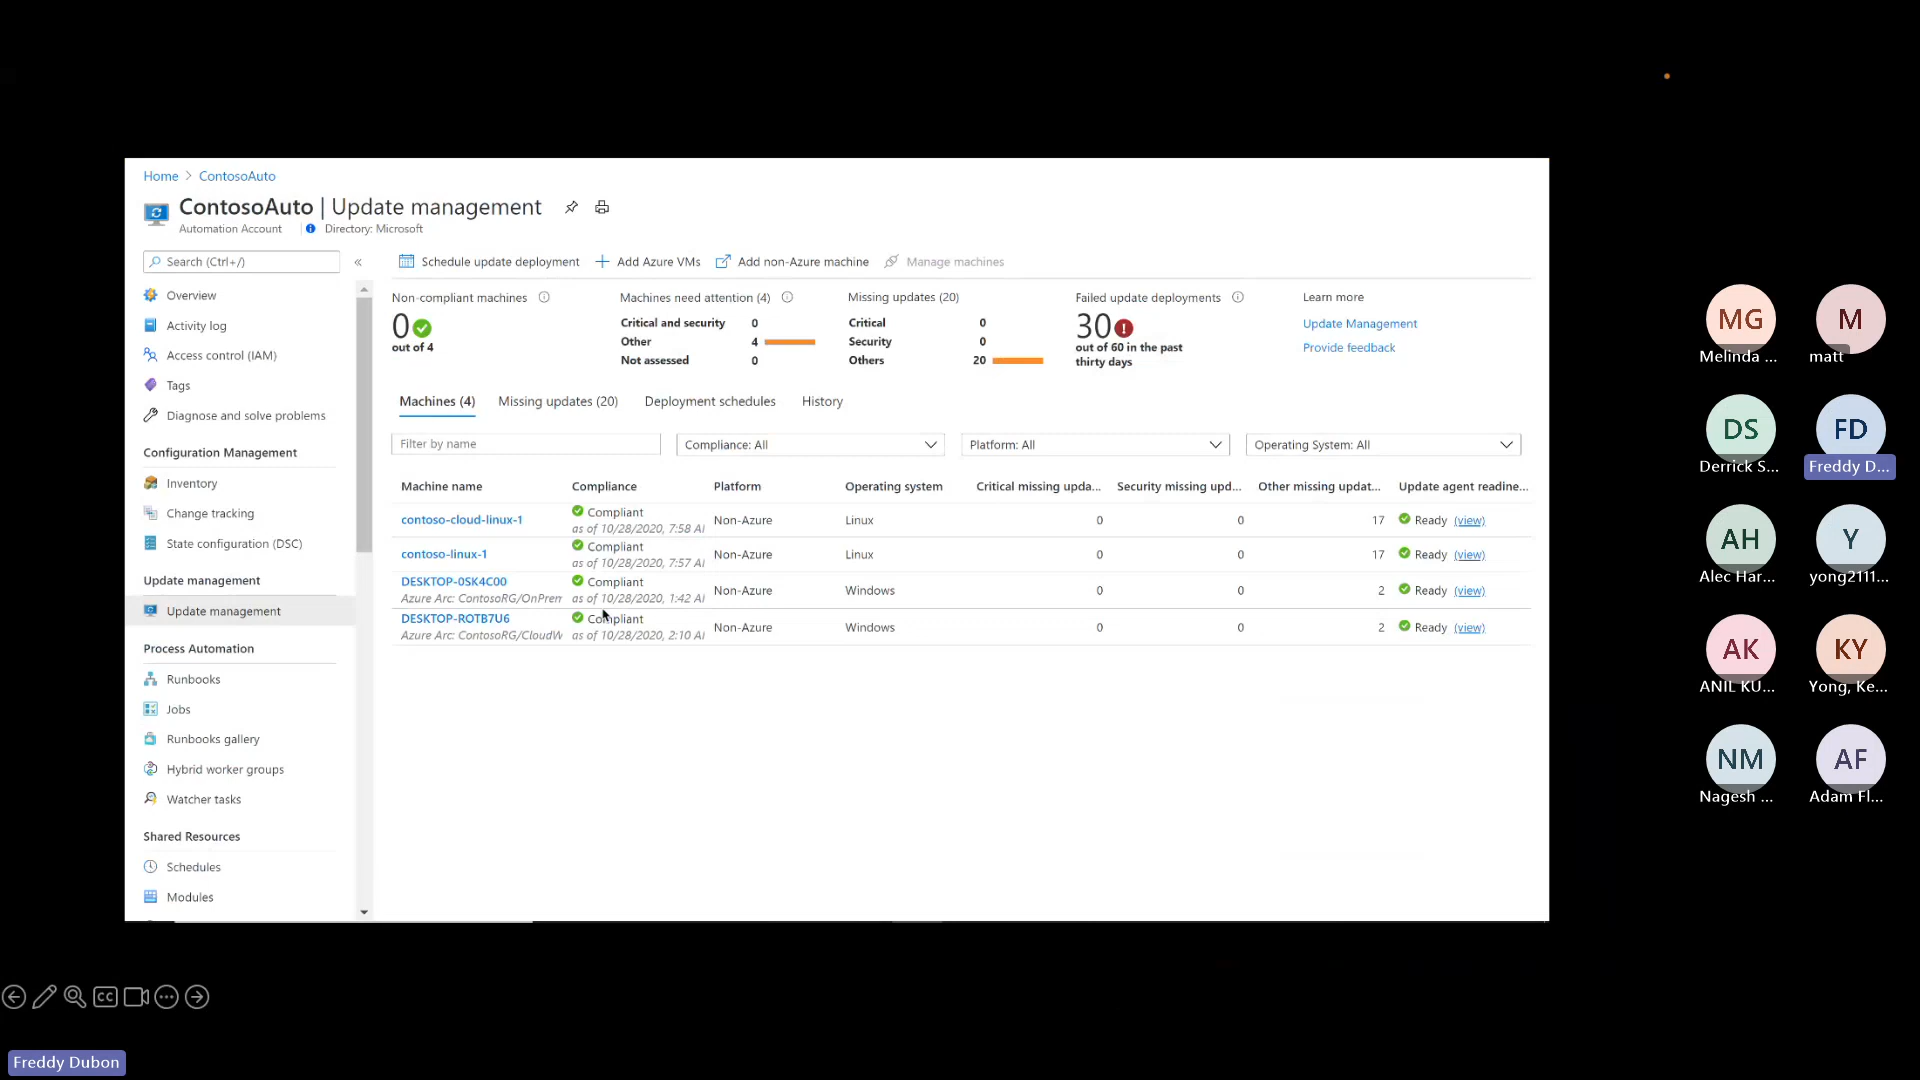 Home > ContosoAuto
ContosoAuto | Update management
Automation Account
Directory: Microsoft
Search (Ctrl+/)
«
Overview
Activity log
Access control (IAM)
Tags
Diagnose and solve problems
Configuration Management
Inventory
Change tracking
State configuration (DSC)
Update management
Update management
Process Automation
Runbooks
Jobs
Runbooks gallery
Hybrid worker groups
Watcher tasks
Shared Resources
Schedules
Modules
Schedule update deployment
Add Azure VMs
Add non-Azure machine
Manage machines
Non-compliant machines
0
out of 4
Machines need attention (4)
Critical and security 0
Other 4
Not assessed 0
Missing updates (20)
Critical 0
Security 0
Others 20
Failed update deployments
30
out of 60 in the past
thirty days
Learn more
Update Management
Provide feedback
Machines (4) Missing updates (20) Deployment schedules History
Filter by name
Compliance: All
Platform: All
Operating System: All
Machine name Compliance Platform Operating system Critical missing upda... Security missing upd... Other missing updat... Update agent readine...
contoso-cloud-linux-1 Compliant Non-Azure Linux 0 0 17 Ready (view)
as of 10/28/2020, 7:58 AM
contoso-linux-1 Compliant Non-Azure Linux 0 0 17 Ready (view)
as of 10/28/2020, 7:57 AM
DESKTOP-0SK4C00 Compliant Non-Azure Windows 0 0 2 Ready (view)
Azure Arc: ContosoRG/OnPrem as of 10/28/2020, 1:42 AM
DESKTOP-ROTB7U6 Compliant Non-Azure Windows 0 0 2 Ready (view)
Azure Arc: ContosoRG/CloudW as of 10/28/2020, 2:10 AM
MG
Melinda ...
M
matt
DS
Derrick S...
FD
Freddy D...
AH
Alec Har...
Y
yong2111...
AK
ANIL KU...
KY
Yong, Ke...
NM
Nagesh ...
AF
Adam Fl...
CC
Freddy Dubon